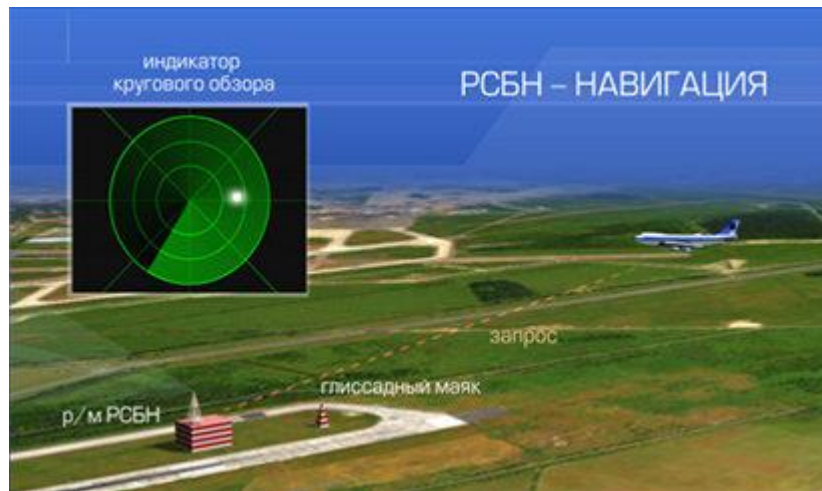 индикатор
кругового обзора
РСБН – НАВИГАЦИЯ
запрос
глиссадный маяк
р/м РСБН